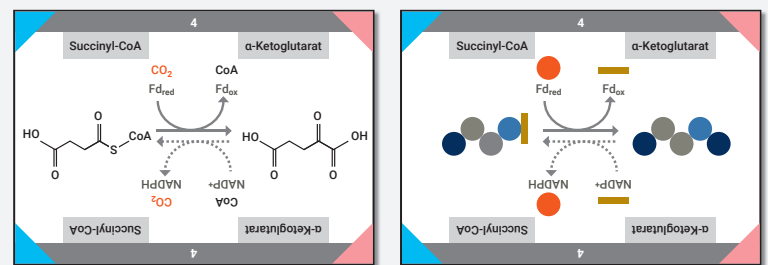 4
Succinyl-CoA
α-Ketoglutarat
CO2
CoA
Fdred
Fdox
HO
O
O
S
CoA
HO
O
O
O
OH
NADPH
NADP+
CO2
CoA
Succinyl-CoA
α-Ketoglutarat
4
4
Succinyl-CoA
α-Ketoglutarat
Fdred
Fdox
NADPH
NADP+
Succinyl-CoA
α-Ketoglutarat
4